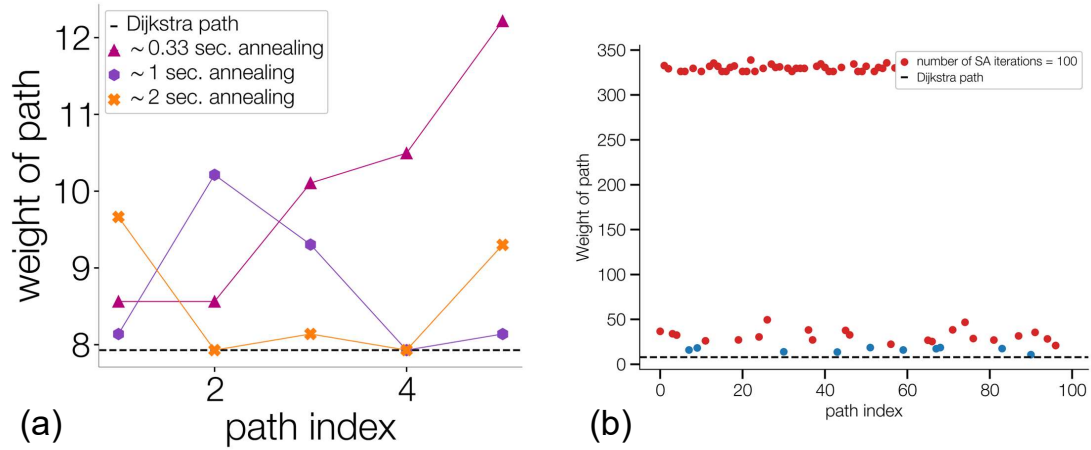 – Dijkstra path
~ 0.33 sec. annealing
~ 1 sec. annealing
~ 2 sec. annealing
weight of path
12
11
10
9
8
2 4
path index
(a)
number of SA iterations = 100
Dijkstra path
Weight of path
350
300
250
200
150
100
50
0
0 20 40 60 80 100
path index
(b)